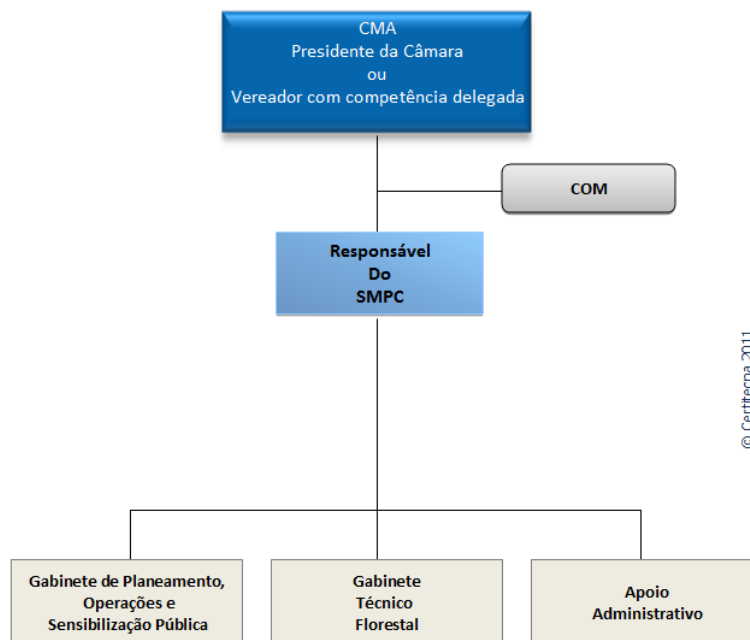 CMA
Presidente da Câmara
ou
Vereador com competência delegada
COM
Responsável
Do
SMPC
© Certitecna 2011
Gabinete de Planeamento,
Operações e
Sensibilização Pública
Gabinete
Técnico
Florestal
Apoio
Administrativo